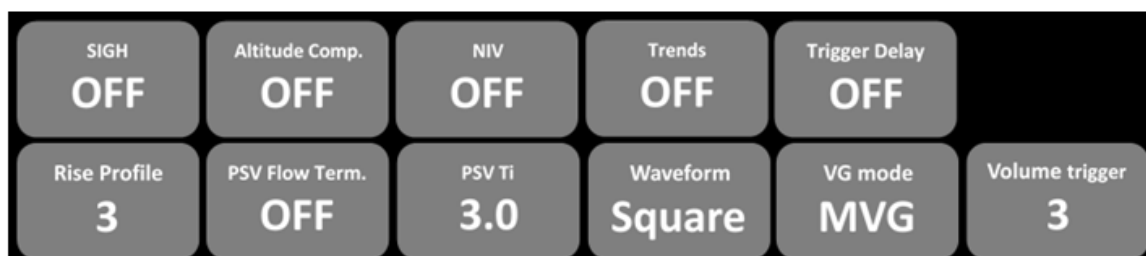 SIGH Altitude Comp. NIV Trends Trigger Delay
OFF OFF OFF OFF OFF
Rise Profile PSV Flow Term. PSV Ti Waveform VG mode Volume trigger
3 OFF 3.0 Square MVG 3